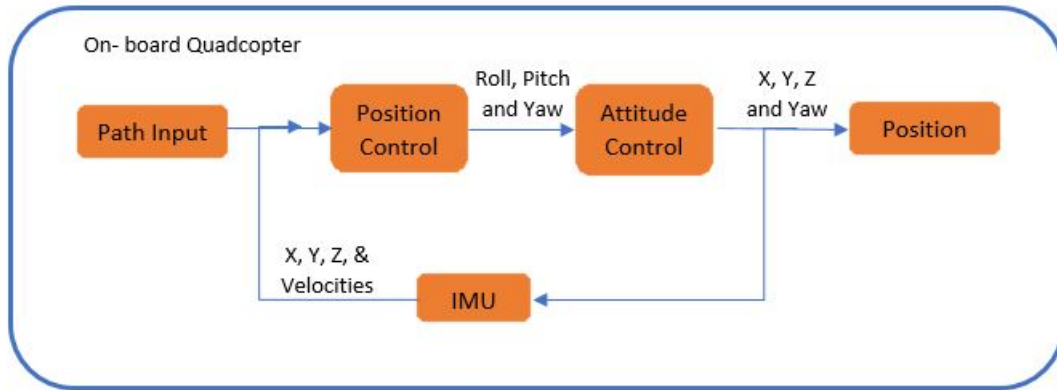 On- board Quadcopter
Path Input
Position
Control
Roll, Pitch
and Yaw
Attitude
Control
X, Y, Z
and Yaw
Position
X, Y, Z, &
Velocities
IMU